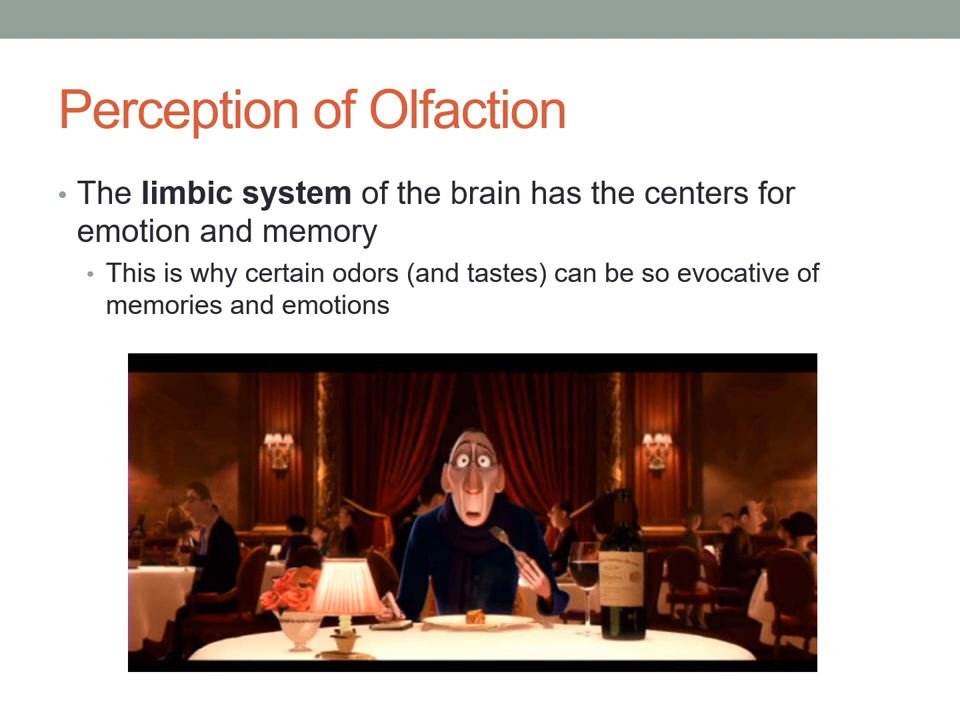 Perception of Olfaction
• The limbic system of the brain has the centers for
emotion and memory
• This is why certain odors (and tastes) can be so evocative of
memories and emotions